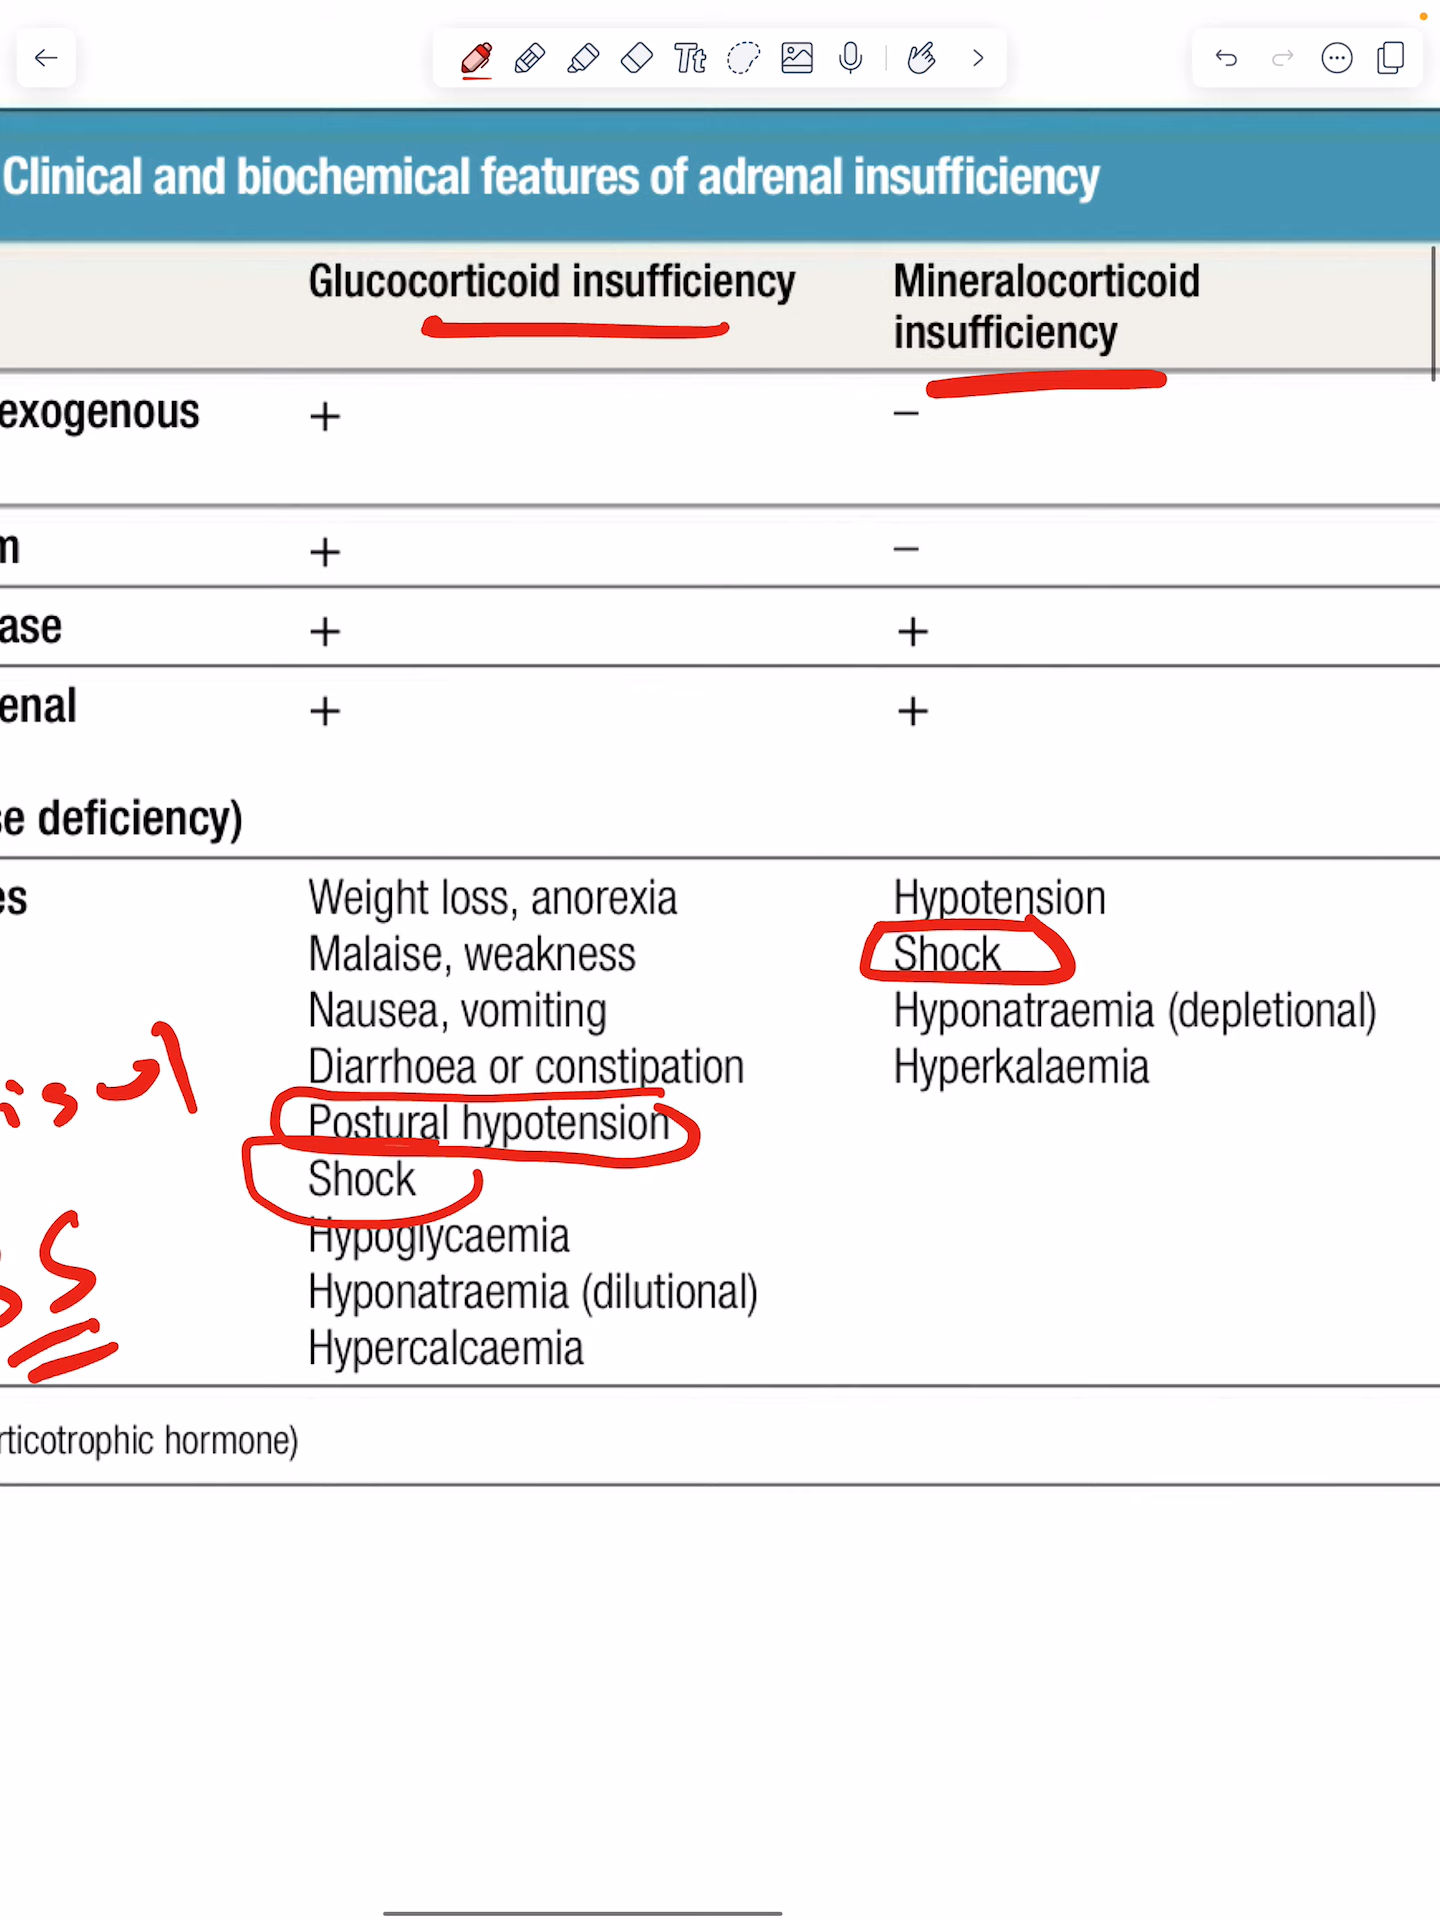 Tt
Clinical and biochemical features of adrenal insufficiency
Glucocorticoid insufficiency
Mineralocorticoid
insufficiency
exogenous + –
m + –
ase + +
enal + +
se deficiency)
es
Weight loss, anorexia
Malaise, weakness
Nausea, vomiting
Diarrhoea or constipation
Postural hypotension
Shock
Hypoglycaemia
Hyponatraemia (dilutional)
Hypercalcaemia
Hypotension
Shock
Hyponatraemia (depletional)
Hyperkalaemia
rticotrophic hormone)